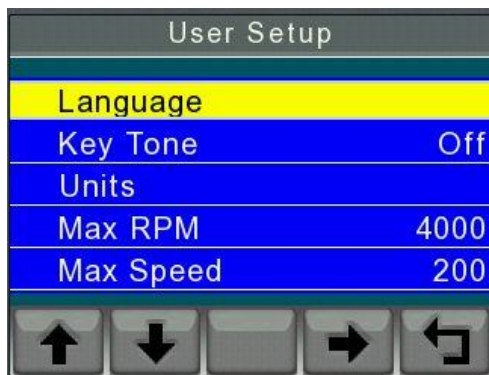 User Setup
Language
Key Tone Off
Units
Max RPM 4000
Max Speed 200